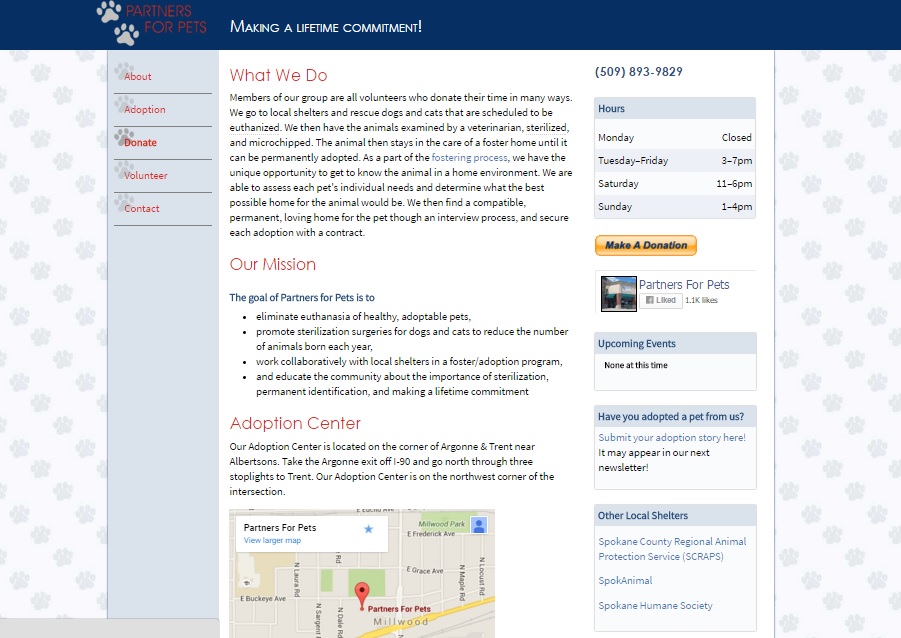 PARTNERS
FOR PETS
Making a lifetime commitment!
About
Adoption
Donate
Volunteer
Contact
What We Do
Members of our group are all volunteers who donate their time in many ways.
We go to local shelters and rescue dogs and cats that are scheduled to be
euthanized. We then have the animals examined by a veterinarian, sterilized,
and microchipped. The animal then stays in the care of a foster home until it
can be permanently adopted. As a part of the fostering process, we have the
unique opportunity to get to know the animal in a home environment. We are
able to assess each pet's individual needs and determine what the best
possible home for the animal would be. We then find a compatible,
permanent, loving home for the pet though an interview process, and secure
each adoption with a contract.
Our Mission
The goal of Partners for Pets is to
• eliminate euthanasia of healthy, adoptable pets,
• promote sterilization surgeries for dogs and cats to reduce the number
of animals born each year,
• work collaboratively with local shelters in a foster/adoption program,
• and educate the community about the importance of sterilization,
permanent identification, and making a lifetime commitment
Adoption Center
Our Adoption Center is located on the corner of Argonne & Trent near
Albertsons. Take the Argonne exit off I-90 and go north through three
stoplights to Trent. Our Adoption Center is on the northwest corner of the
intersection.
Partners For Pets
View larger map
E Euclid Ave
Millwood Park
E Frederick Ave
E Grace Ave
E Buckeye Ave
N Laura Rd
Rd
N Sargent
N Dale Rd
N Maple Rd
N Locust Rd
Partners For Pets
Millwood
(509) 893-9829
Hours
Monday Closed
Tuesday–Friday 3–7pm
Saturday 11–6pm
Sunday 1–4pm
Make A Donation
Partners For Pets
Liked 1.1K likes
Upcoming Events
None at this time
Have you adopted a pet from us?
Submit your adoption story here!
It may appear in our next
newsletter!
Other Local Shelters
Spokane County Regional Animal
Protection Service (SCRAPS)
SpokAnimal
Spokane Humane Society